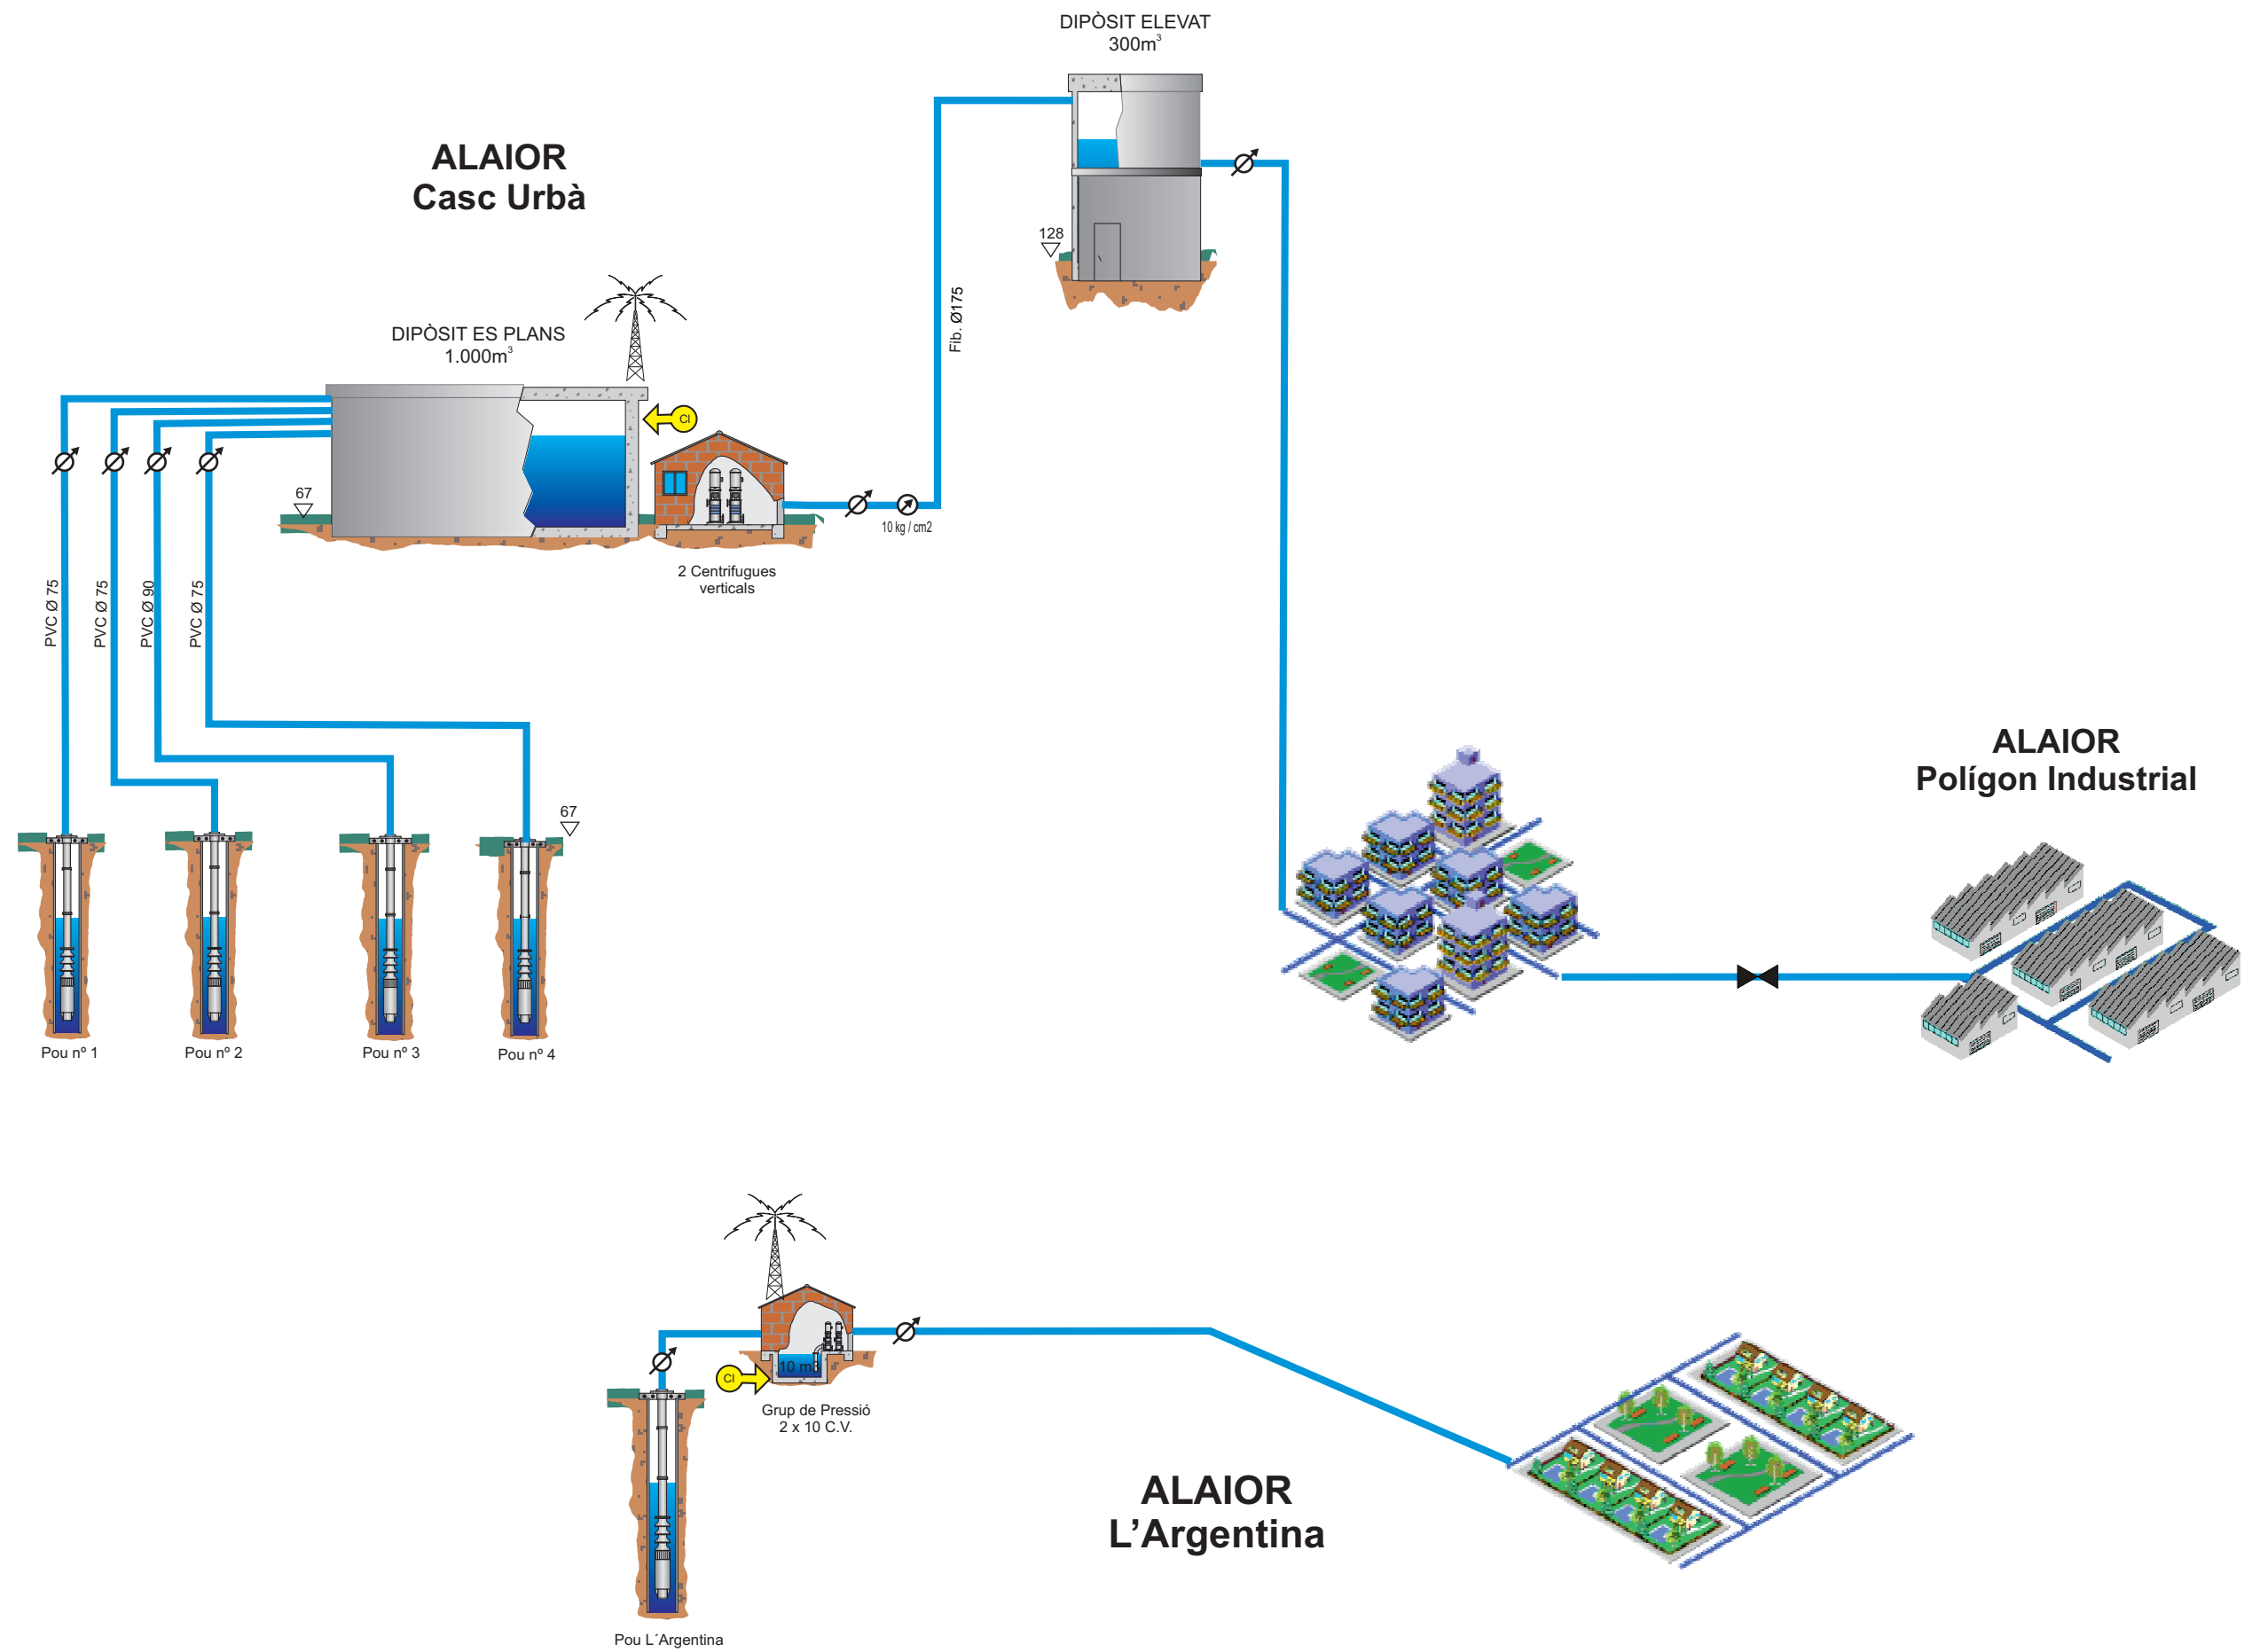 DIPÒSIT ELEVAT
300m³
ALAIOR
Casc Urbà
128
Fib. Ø175
DIPÒSIT ES PLANS
1.000m³
Cl
67
10 kg / cm2
2 Centrifugues
verticals
PVC Ø 75
PVC Ø 75
PVC Ø 90
PVC Ø 75
67
Pou nº 1
Pou nº 2
Pou nº 3
Pou nº 4
ALAIOR
Polígon Industrial
10 m3
Cl
Grup de Pressió
2 x 10 C.V.
ALAIOR
L’Argentina
Pou L´Argentina